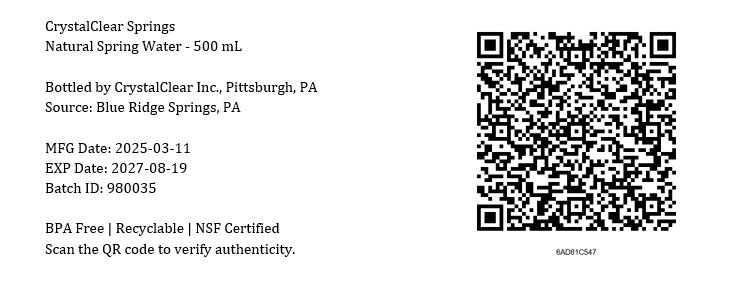 CrystalClear Springs
Natural Spring Water - 500 mL
Bottled by CrystalClear Inc., Pittsburgh, PA
Source: Blue Ridge Springs, PA
MFG Date: 2025-03-11
EXP Date: 2027-08-19
Batch ID: 980035
BPA Free | Recyclable | NSF Certified
Scan the QR code to verify authenticity.
6AD81C547